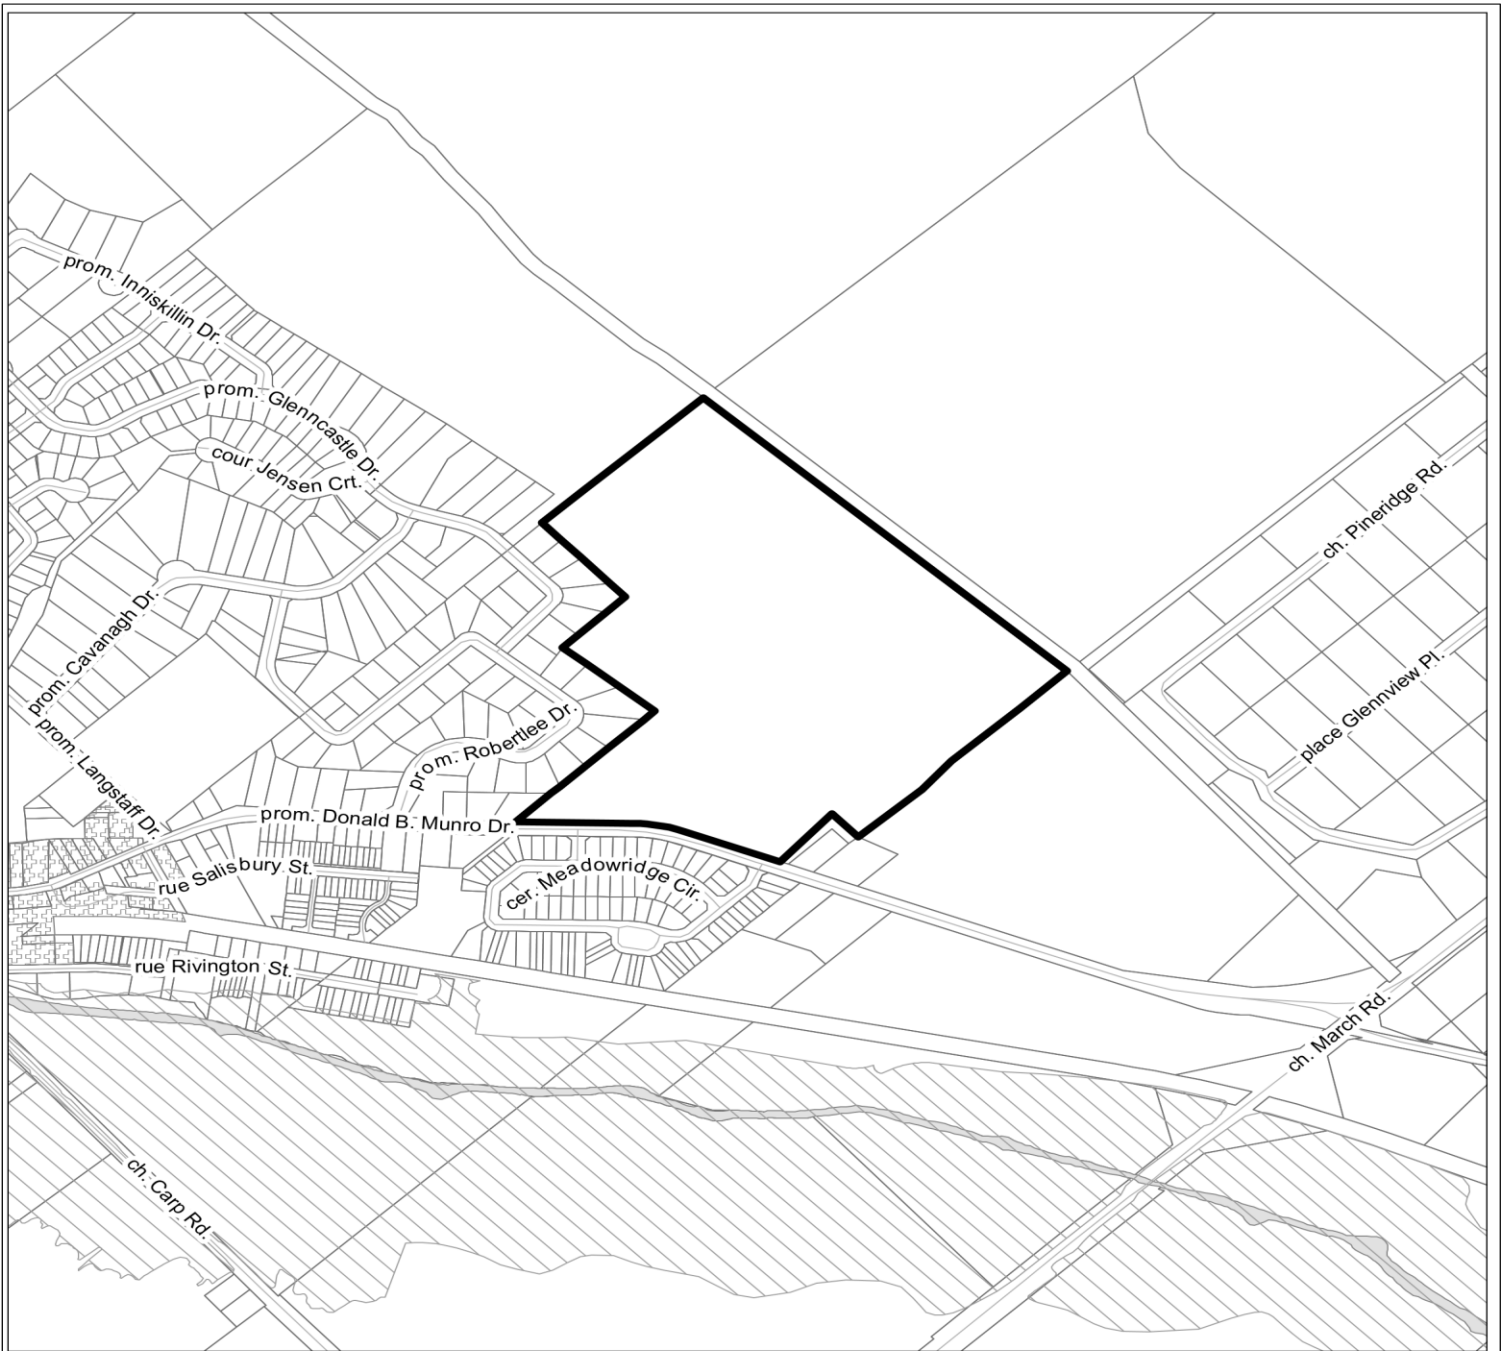 prom. Inniskillin Dr.
prom. Glenncastle Dr.
cour Jensen Crt.
ch. Pineridge Rd.
prom. Cavanagh Dr.
place Glennview Pl.
prom. Robertlee Dr.
prom. Langstaff Dr.
prom. Donald B. Munro Dr.
rue Salisbury St.
cer. Meadowridge Cir.
rue Rivington St.
ch. March Rd.
ch. Carp Rd.